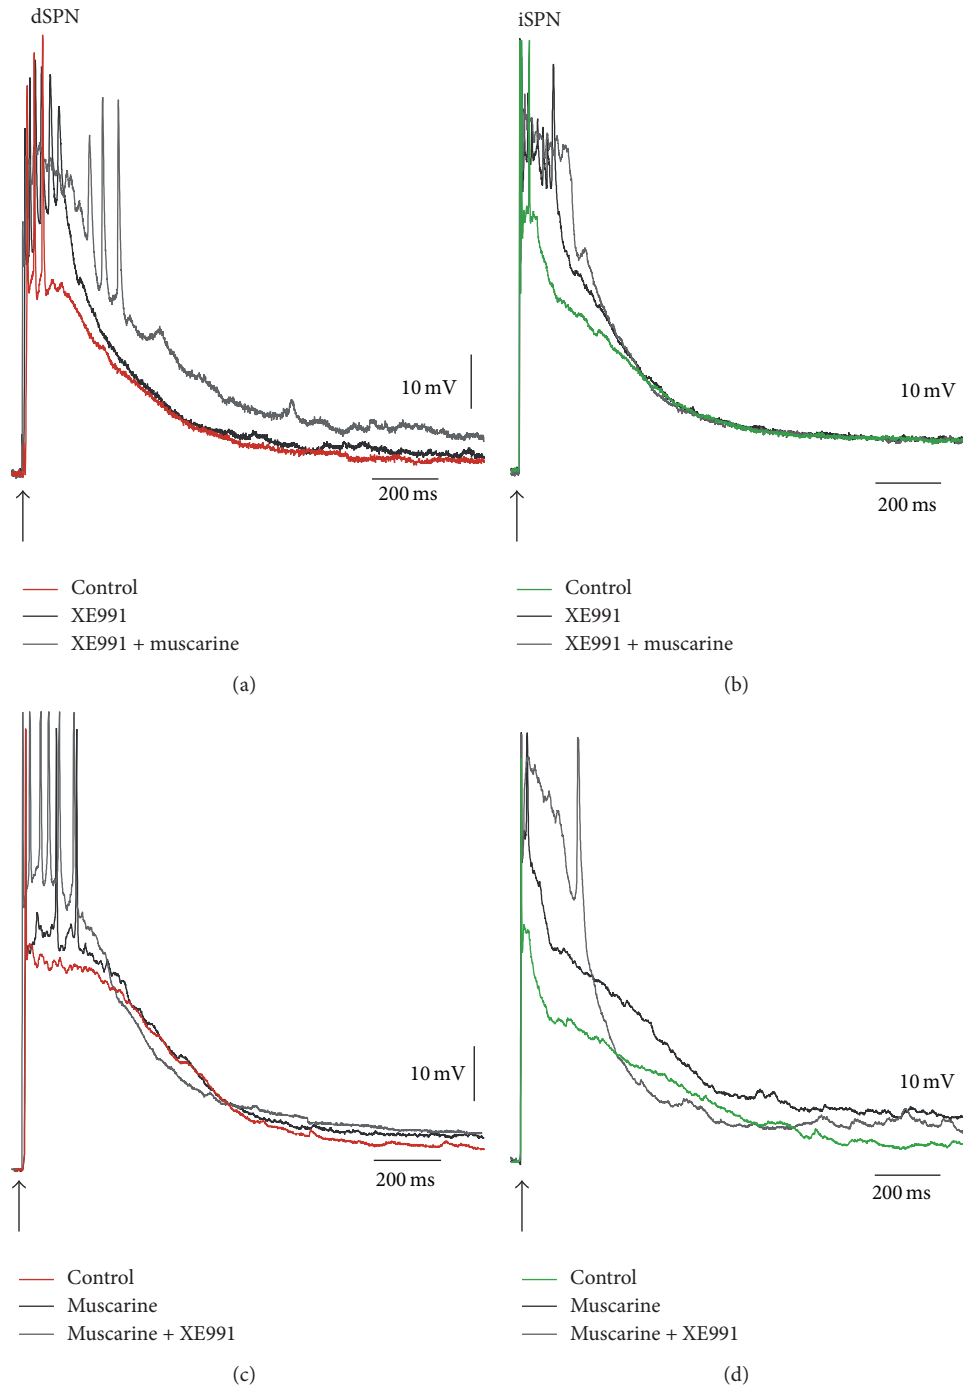 dSPN
iSPN
10 mV
10 mV
200 ms
200 ms
Control
XE991
XE991 + muscarine
Control
XE991
XE991 + muscarine
(a)
(b)
10 mV
10 mV
200 ms
200 ms
Control
Muscarine
Muscarine + XE991
Control
Muscarine
Muscarine + XE991
(c)
(d)